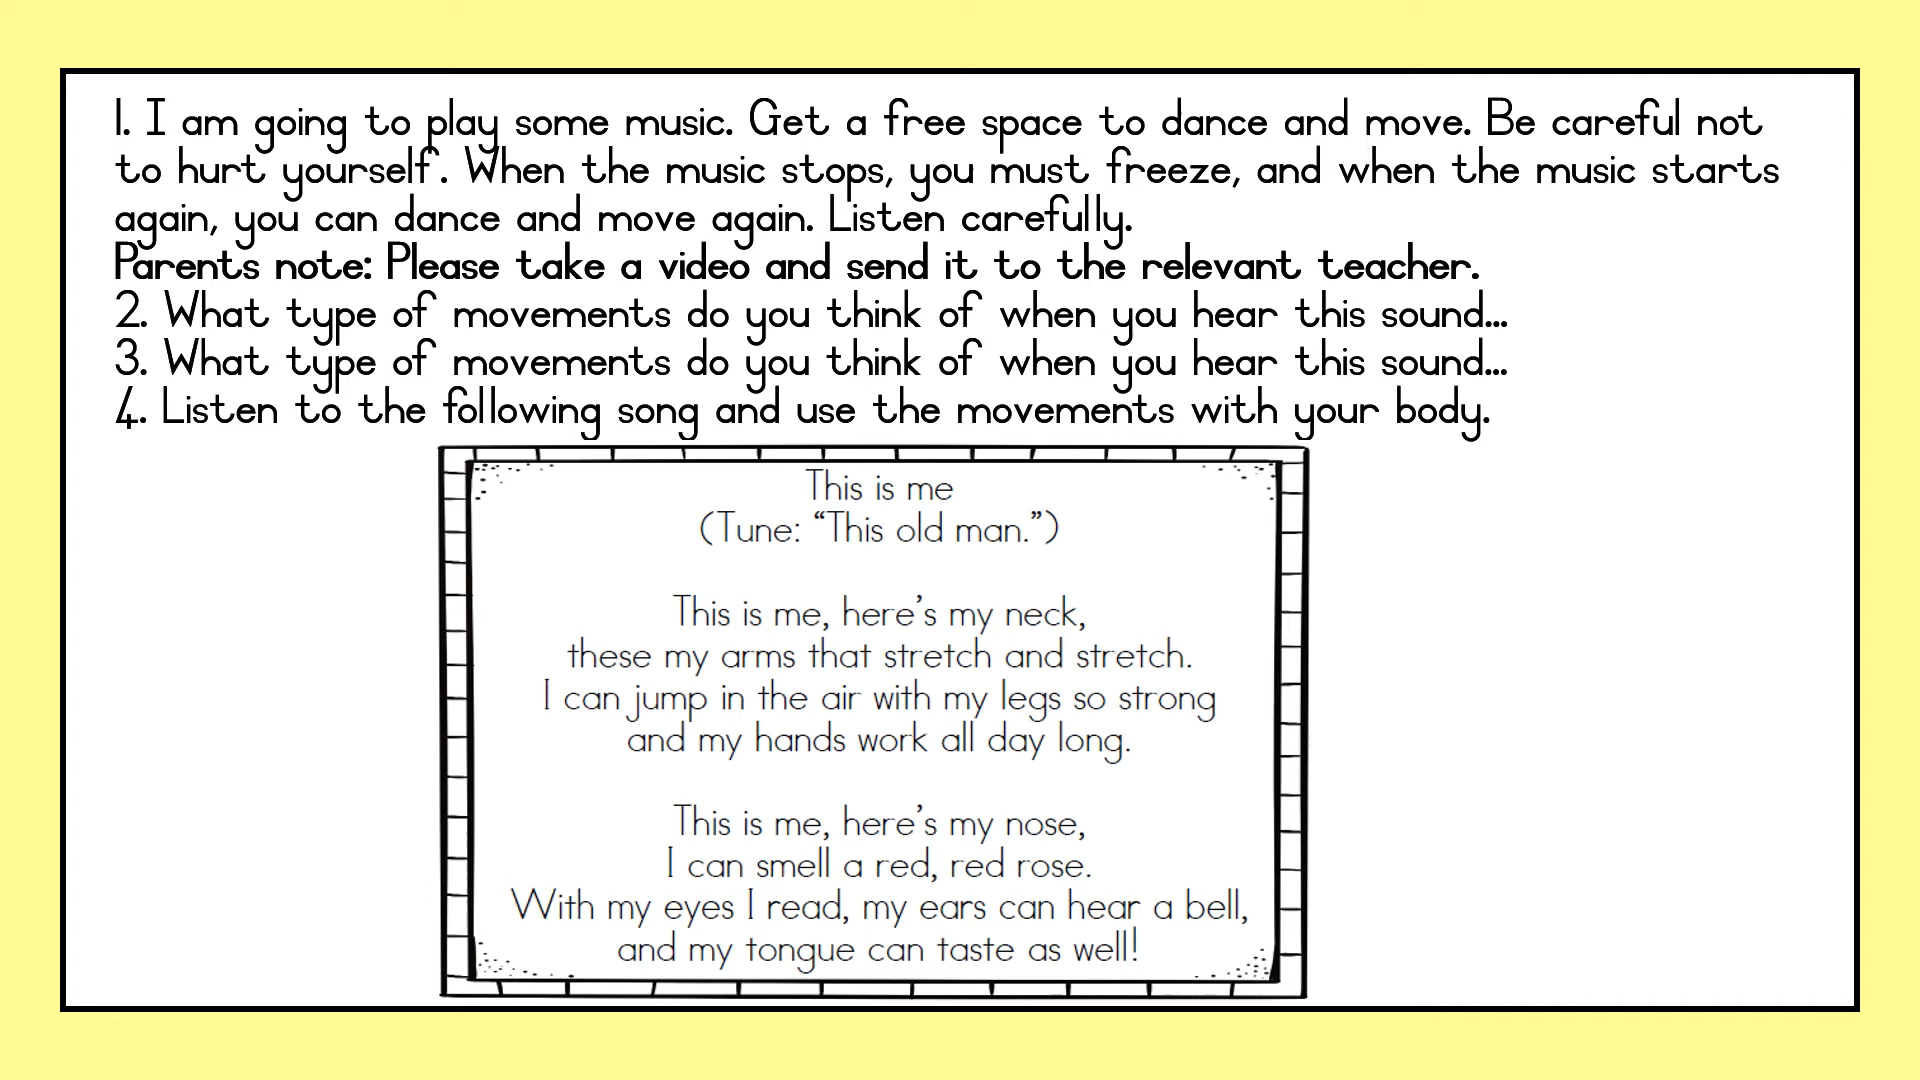 1. I am going to play some music. Get a free space to dance and move. Be careful not
to hurt yourself. When the music stops, you must freeze, and when the music starts
again, you can dance and move again. Listen carefully.
Parents note: Please take a video and send it to the relevant teacher.
2. What type of movements do you think of when you hear this sound...
3. What type of movements do you think of when you hear this sound...
4. Listen to the following song and use the movements with your body.
This is me
(Tune: “This old man.”)
This is me, here’s my neck,
these my arms that stretch and stretch.
I can jump in the air with my legs so strong
and my hands work all day long.
This is me, here’s my nose,
I can smell a red, red rose.
With my eyes I read, my ears can hear a bell,
and my tongue can taste as well!